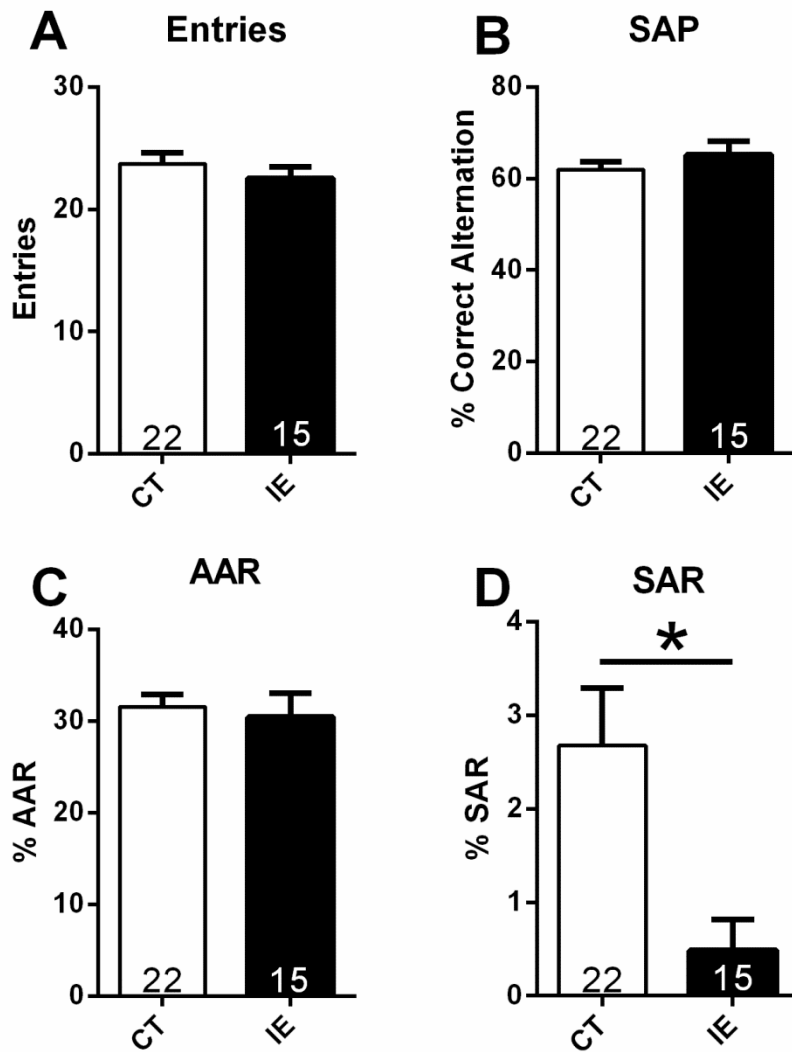 A Entries
30
20
10
0
Entries
22 15
CT IE
B SAP
80
60
40
20
0
% Correct Alternation
22 15
CT IE
C AAR
40
30
20
10
0
% AAR
22 15
CT IE
D SAR
4
3
2
1
0
% SAR
*
22 15
CT IE